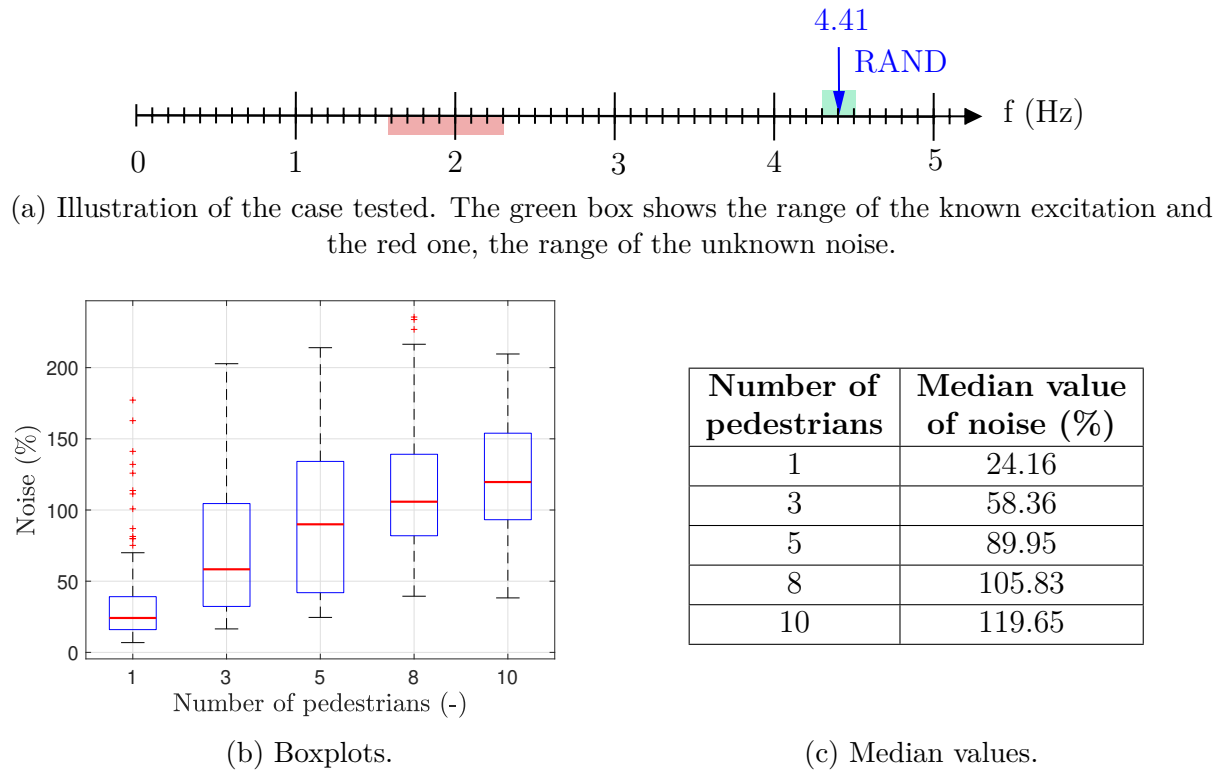 4.41
RAND
f (Hz)
0 1 2 3 4 5
(a) Illustration of the case tested. The green box shows the range of the known excitation and
the red one, the range of the unknown noise.
Noise (%)
200
150
100
50
0
1 3 5 8 10
Number of pedestrians (-)
(b) Boxplots.
Number of pedestrians Median value of noise (%)
1 24.16
3 58.36
5 89.95
8 105.83
10 119.65
(c) Median values.